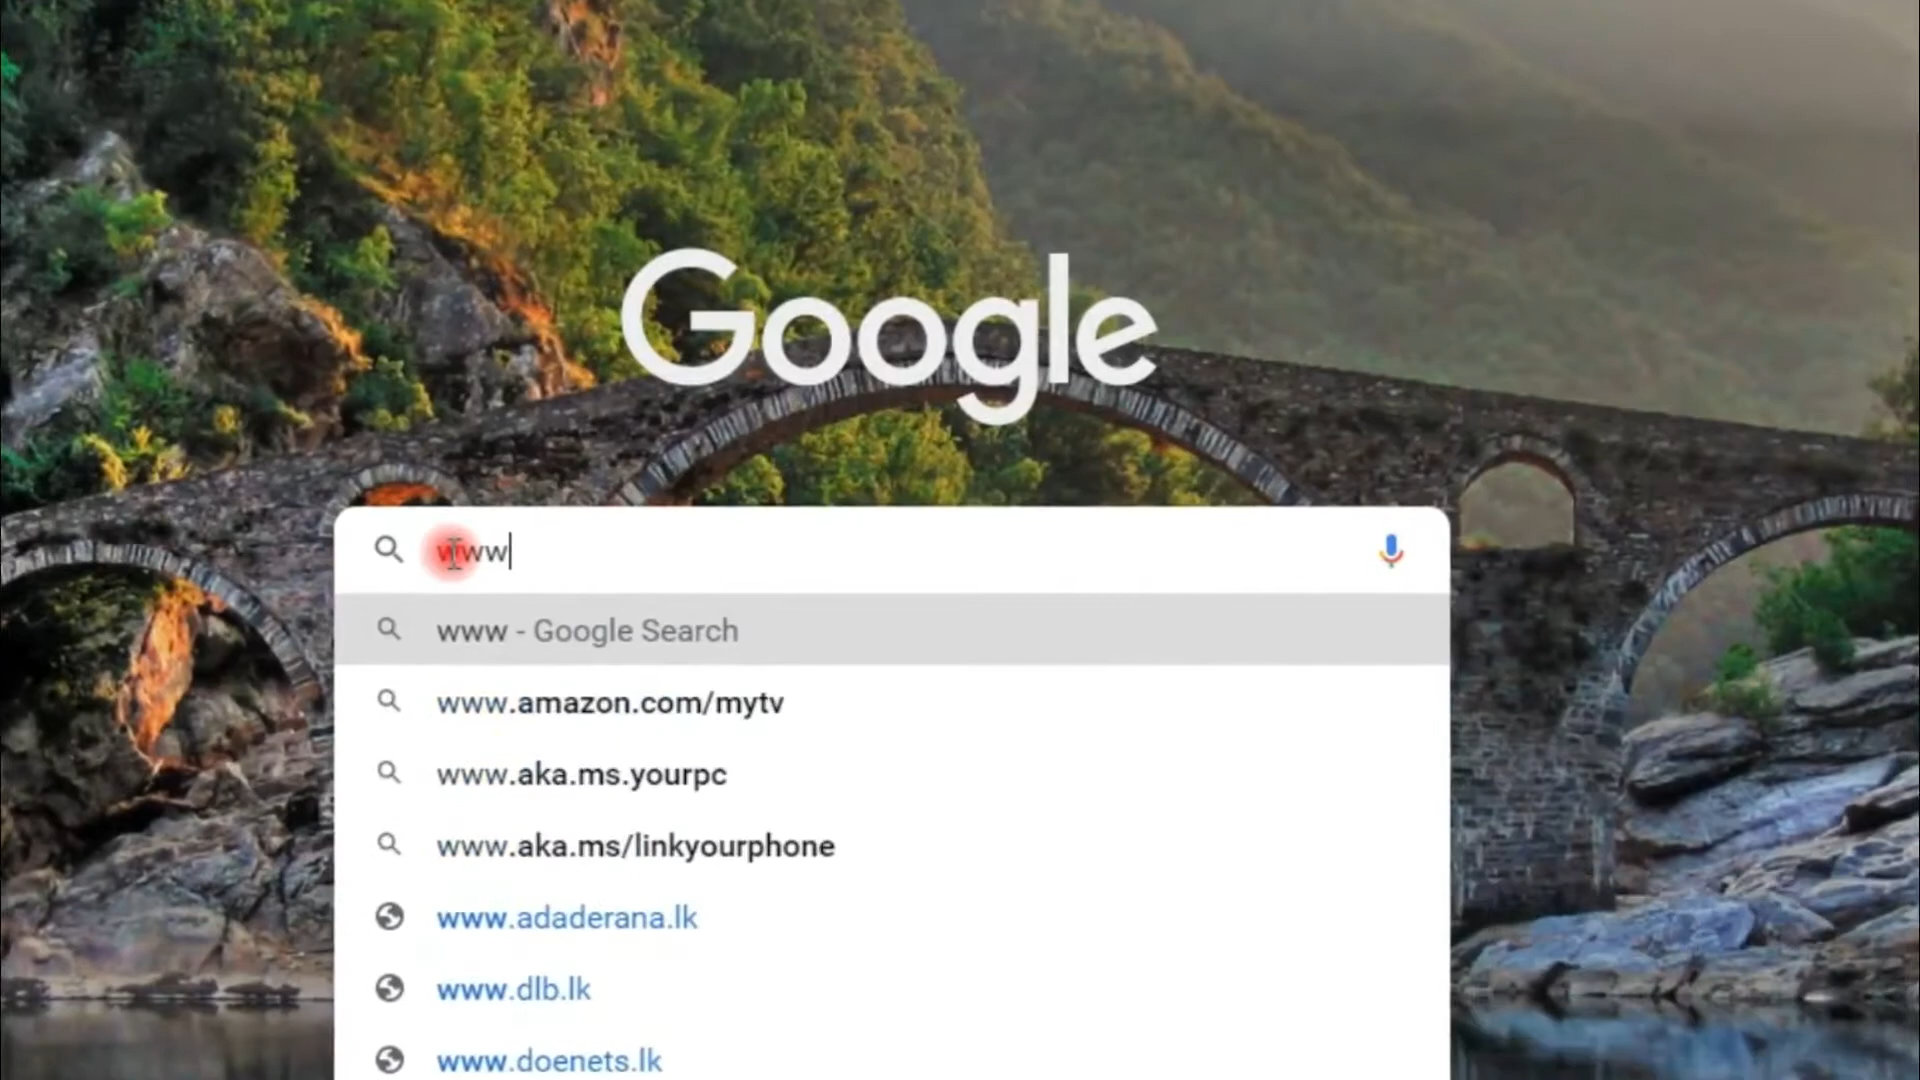 Google
www
www - Google Search
www.amazon.com/mytv
www.aka.ms.yourpc
www.aka.ms/linkyourphone
www.adaderana.lk
www.dlb.lk
www.doenets.lk